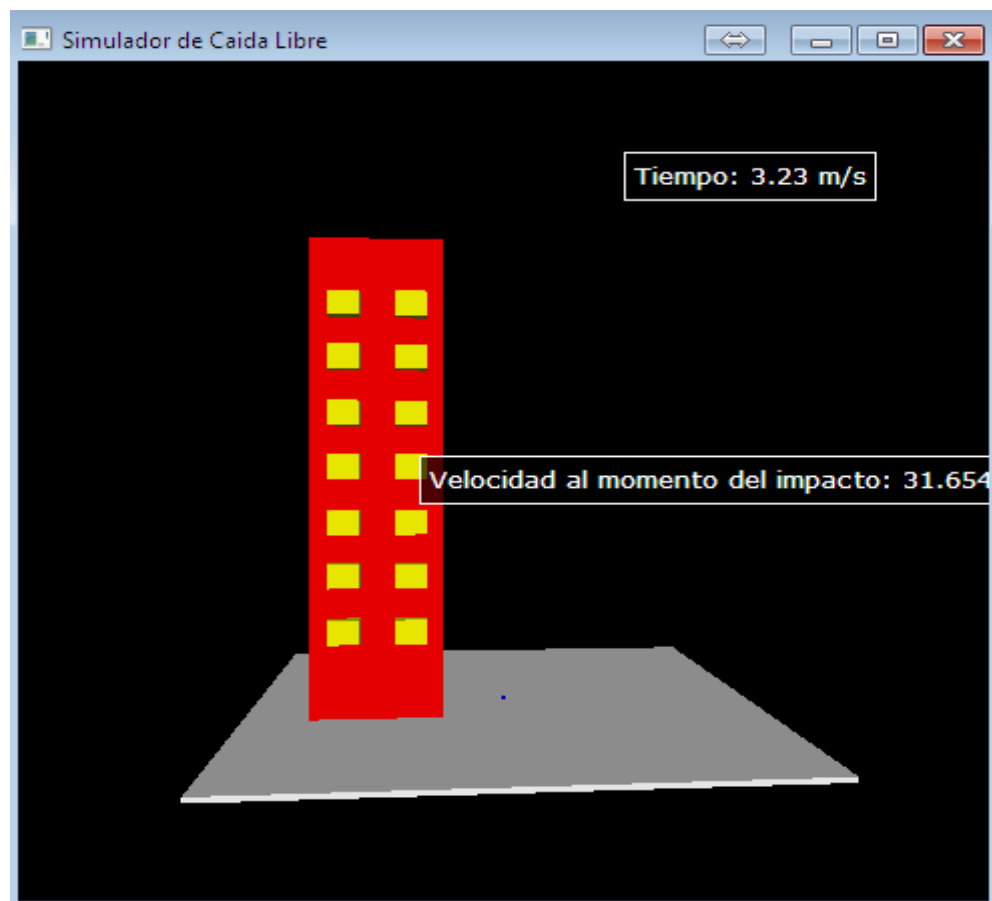 Simulador de Caida Libre
Tiempo: 3.23 m/s
Velocidad al momento del impacto: 31.654